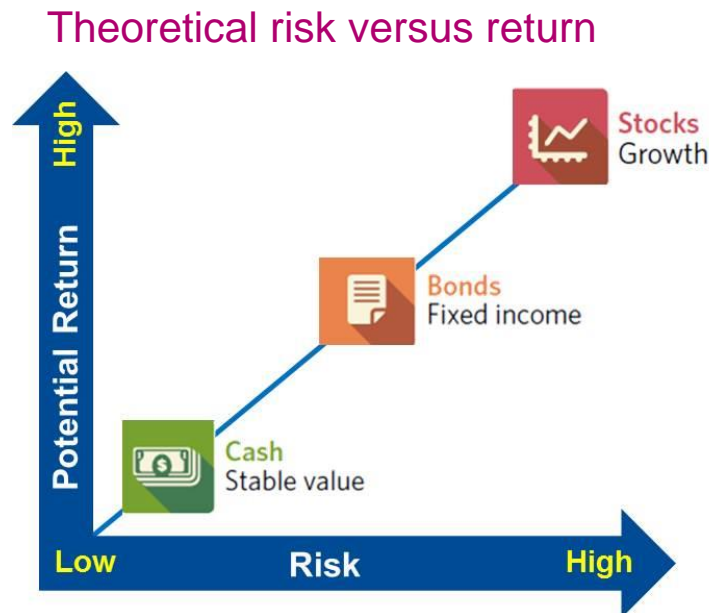 Theoretical risk versus return
High
Potential Return
Stocks
Growth
Bonds
Fixed income
$
Cash
Stable value
Low
Risk
High